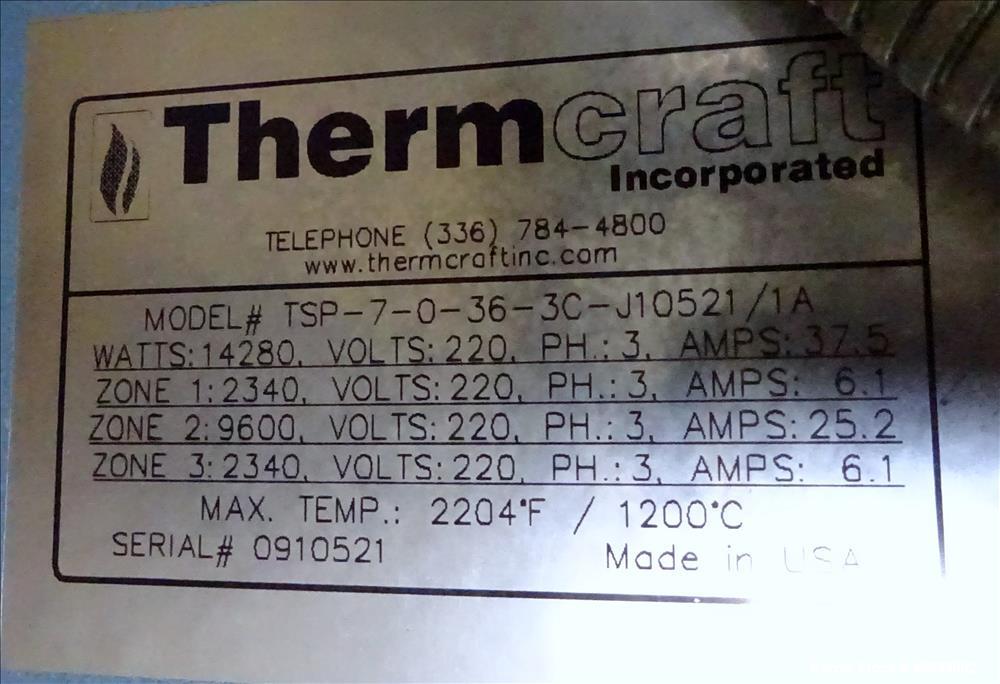 Thermcraft
Incorporated
TELEPHONE (336) 784-4800
www.thermcraftinc.com
MODEL# TSP-7-0-36-3C-J10521/1A
WATTS:14280, VOLTS:220, PH.:3, AMPS:37.5
ZONE 1:2340, VOLTS:220, PH.:3, AMPS: 6.1
ZONE 2:9600, VOLTS:220, PH.:3, AMPS:25.2
ZONE 3:2340, VOLTS:220, PH.:3, AMPS: 6.1
MAX. TEMP.: 2204°F / 1200°C
SERIAL# 0910521
Made in USA